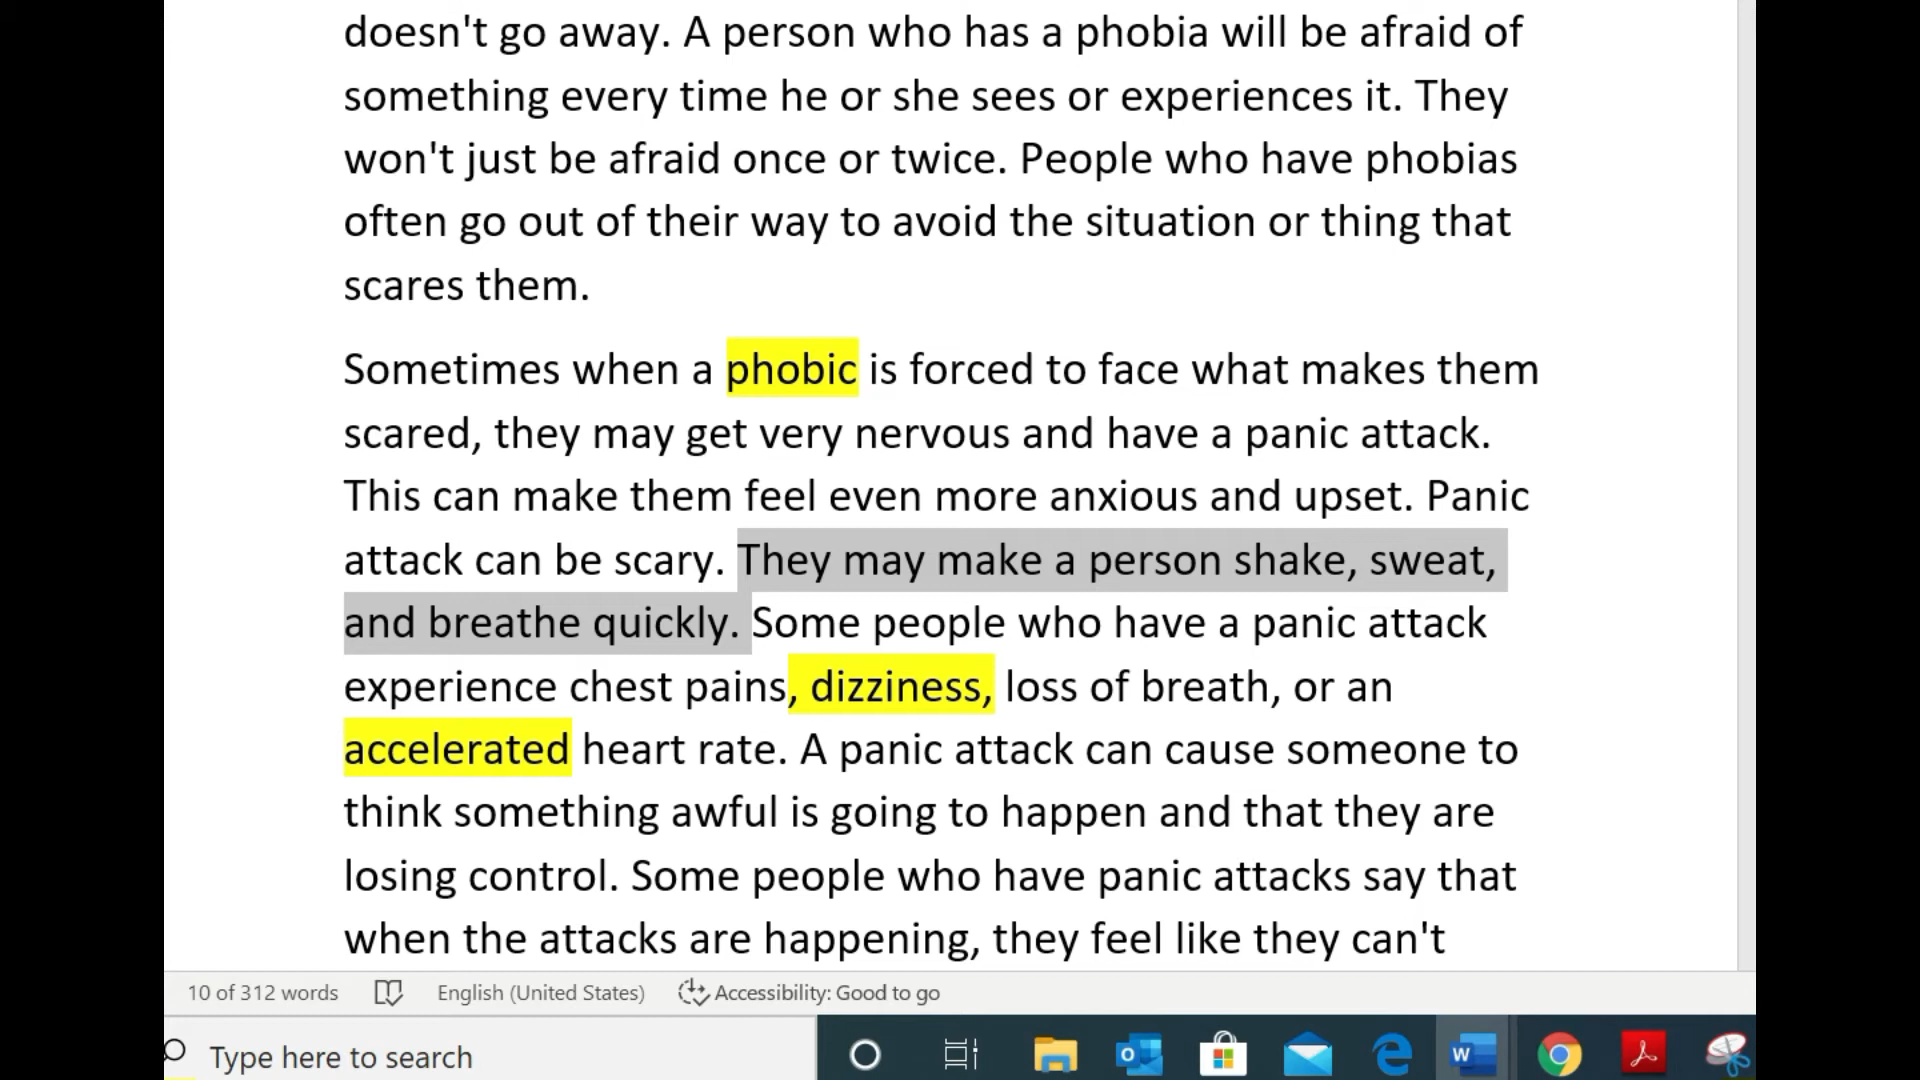 doesn't go away. A person who has a phobia will be afraid of
something every time he or she sees or experiences it. They
won't just be afraid once or twice. People who have phobias
often go out of their way to avoid the situation or thing that
scares them.
Sometimes when a phobic is forced to face what makes them
scared, they may get very nervous and have a panic attack.
This can make them feel even more anxious and upset. Panic
attack can be scary. They may make a person shake, sweat,
and breathe quickly. Some people who have a panic attack
experience chest pains, dizziness, loss of breath, or an
accelerated heart rate. A panic attack can cause someone to
think something awful is going to happen and that they are
losing control. Some people who have panic attacks say that
when the attacks are happening, they feel like they can't
10 of 312 words English (United States) Accessibility: Good to go
Type here to search